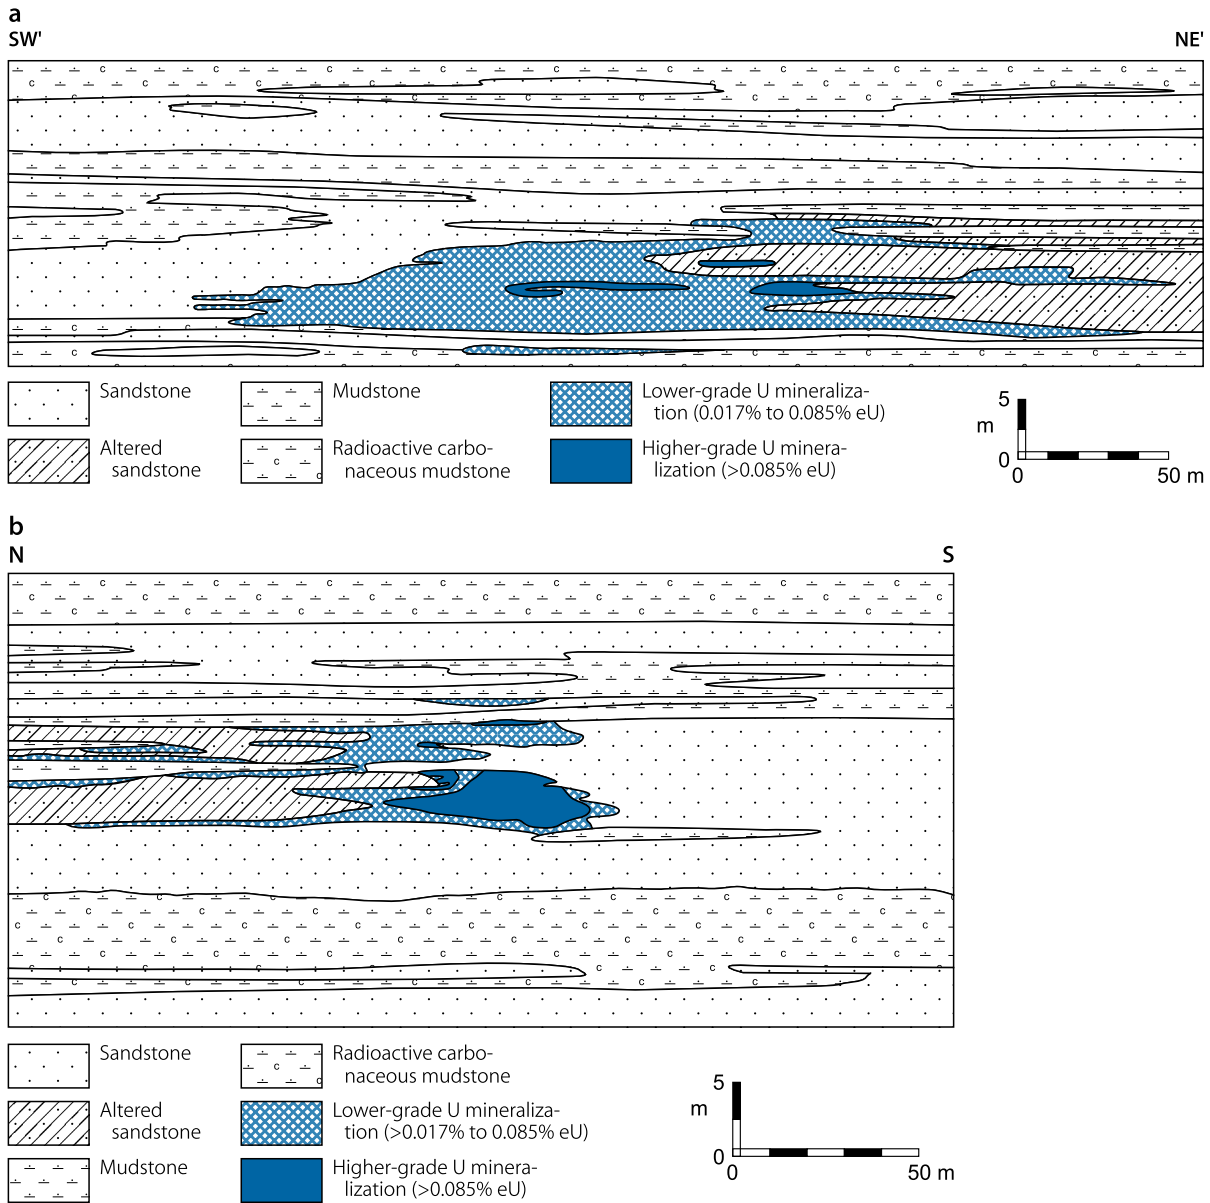 a
SW'
NE'
Sandstone
Altered
sandstone
Mudstone
Radioactive carbo-
naceous mudstone
Lower-grade U mineraliza-
tion (0.017% to 0.085% eU)
Higher-grade U minera-
lization (>0.085% eU)
5
m
0
0
50 m
b
N
S
Sandstone
Altered
sandstone
Mudstone
Radioactive carbo-
naceous mudstone
Lower-grade U mineraliza-
tion (>0.017% to 0.085% eU)
Higher-grade U minera-
lization (>0.085% eU)
5
m
0
0
50 m